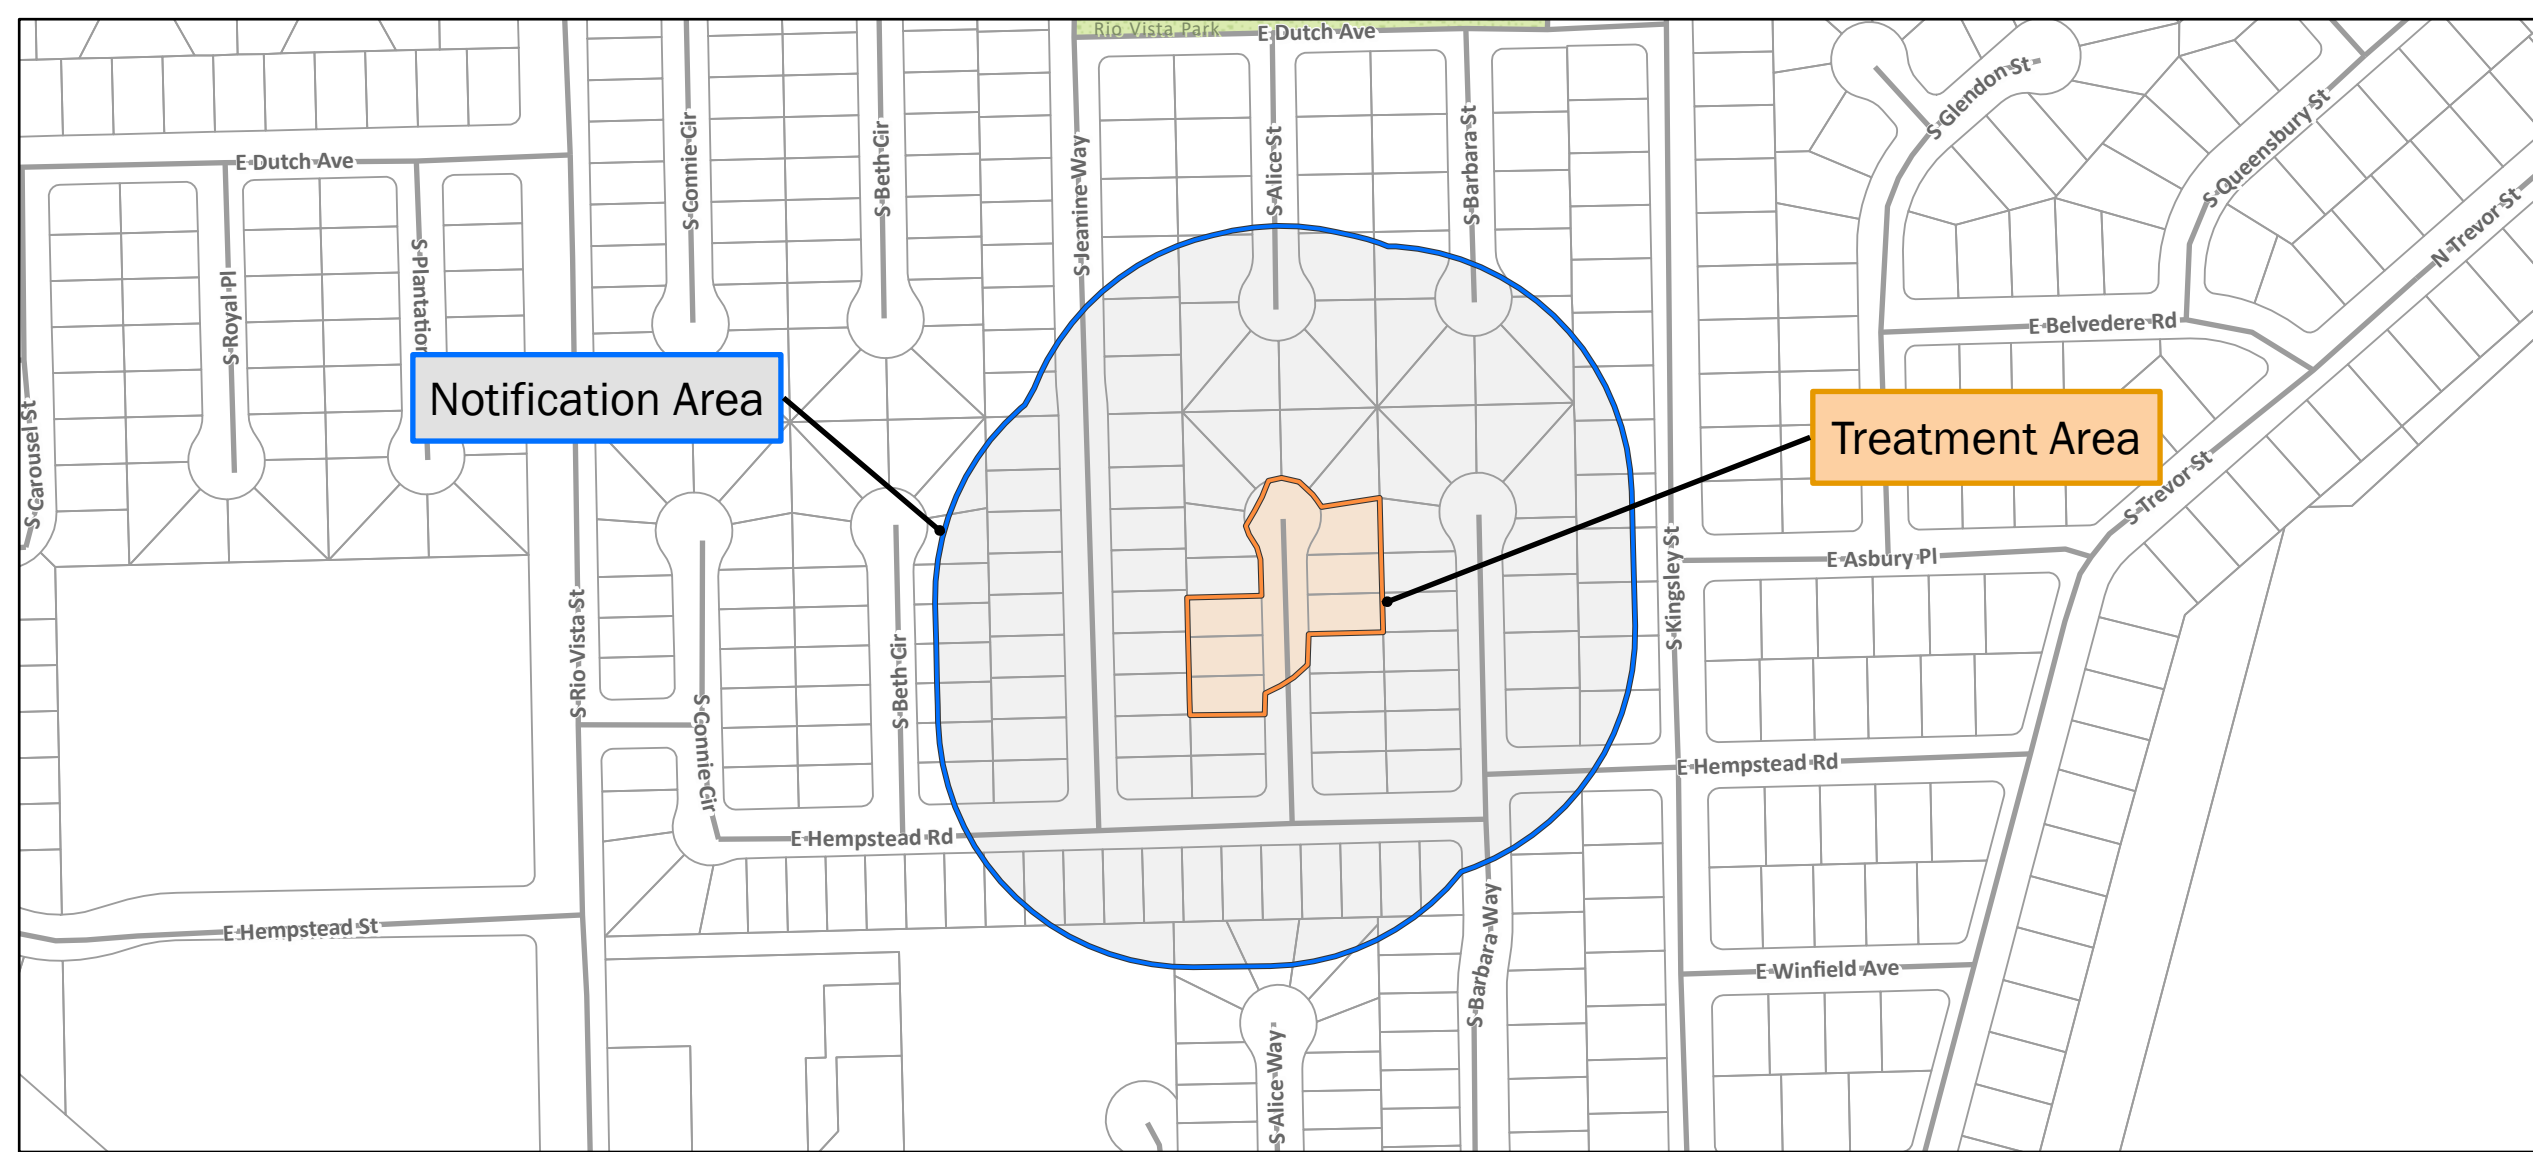 Rio Vista Park
E Dutch Ave
S Glendon St
S Queensbury St
E Dutch Ave
S Connie Cir
S Beth Cir
S Jeanine Way
S Alice St
S Barbara St
N Trevor St
S Royal Pl
S Plantation
E Belvedere Rd
Notification Area
Treatment Area
S Carousel St
S Trevor St
E Asbury Pl
S Kingsley St
S Rio Vista St
S Beth Cir
S Connie Cir
E Hempstead Rd
E Hempstead Rd
E Hempstead St
S Barbara Way
E Winfield Ave
S Alice Way